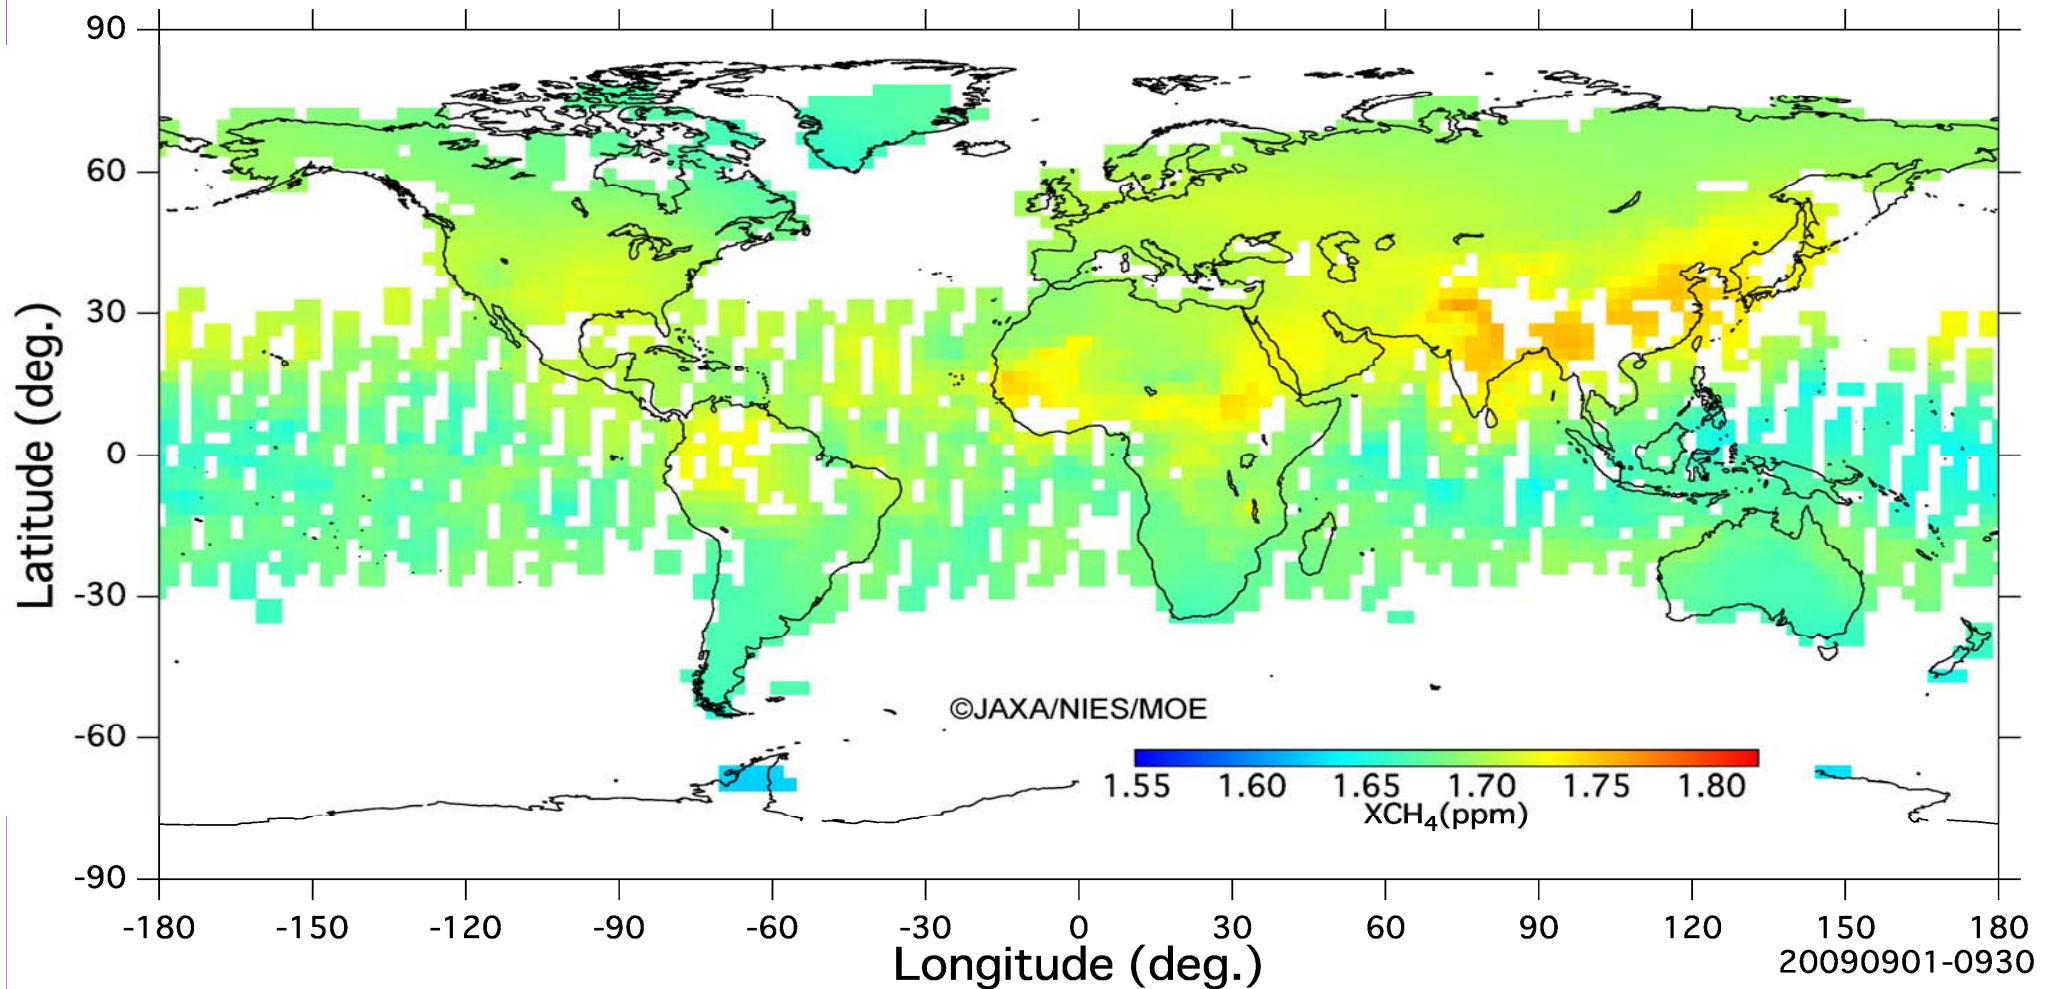 90
60
30
0
-30
-60
-90
Latitude (deg.)
©JAXA/NIES/MOE
1.55 1.60 1.65 1.70 1.75 1.80
XCH₄(ppm)
-180 -150 -120 -90 -60 -30 0 30 60 90 120 150 180
Longitude (deg.)
20090901-0930